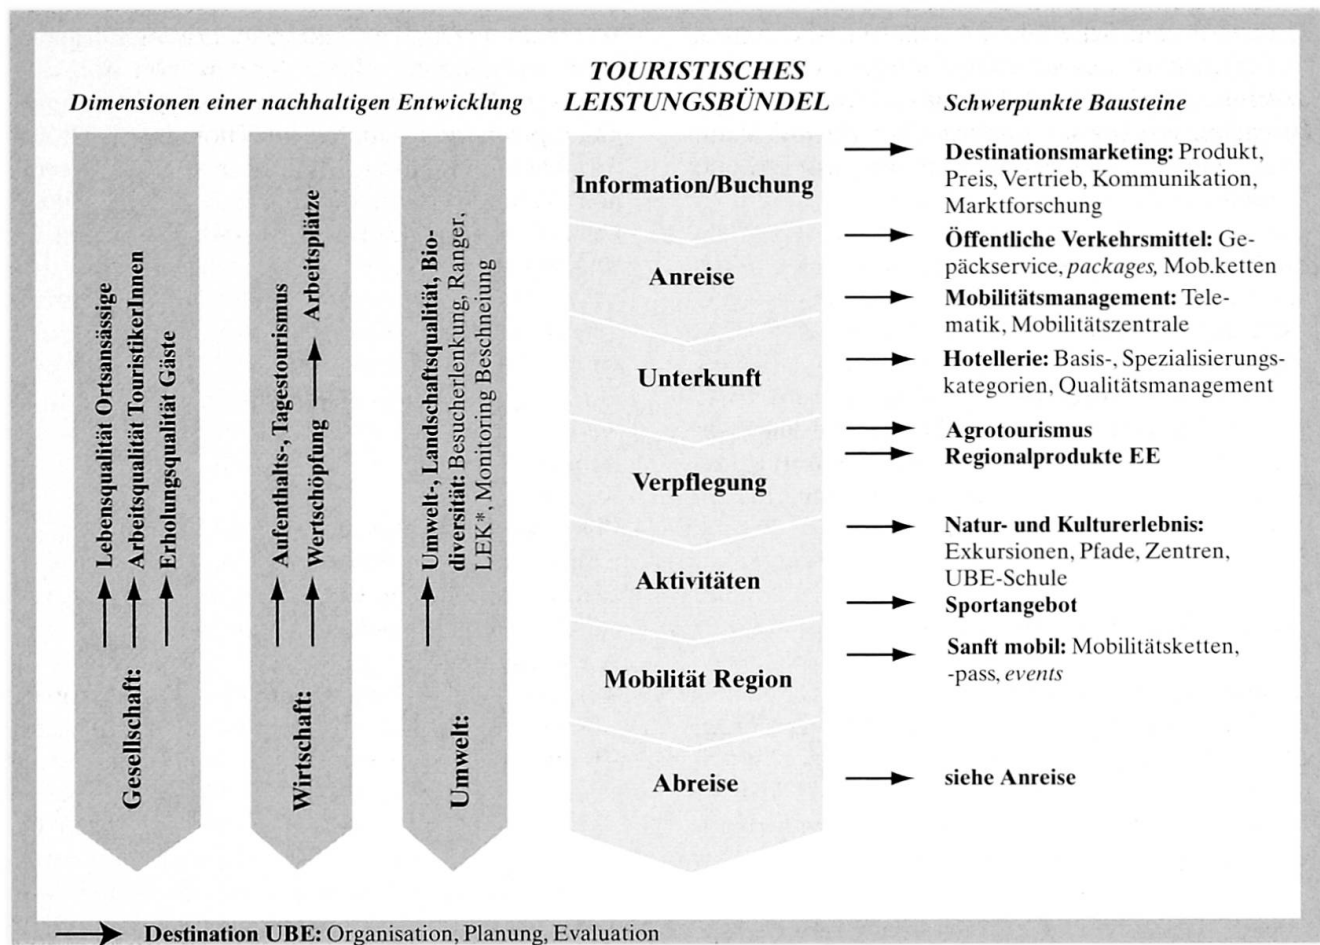 Dimensionen einer nachhaltigen Entwicklung
Gesellschaft:
Lebensqualität Ortsansässige
Arbeitsqualität TouristikerInnen
Erholungsqualität Gäste
Wirtschaft:
Aufenthalts-, Tagestourismus
Wertschöpfung
Arbeitsplätze
Umwelt:
Umwelt-, Landschaftsqualität, Bio-
diversität: Besucherlenkung, Ranger,
LEK*, Monitoring Beschneiung
TOURISTISCHES
LEISTUNGSBÜNDEL
Information/Buchung
Anreise
Unterkunft
Verpflegung
Aktivitäten
Mobilität Region
Abreise
Schwerpunkte Bausteine
Destinationsmarketing: Produkt,
Preis, Vertrieb, Kommunikation,
Marktforschung
Öffentliche Verkehrsmittel: Ge-
päckservice, packages, Mob.ketten
Mobilitätsmanagement: Tele-
matik, Mobilitätszentrale
Hotellerie: Basis-, Spezialisierungs-
kategorien, Qualitätsmanagement
Agrotourismus
Regionalprodukte EE
Natur- und Kulturerlebnis:
Exkursionen, Pfade, Zentren,
UBE-Schule
Sportangebot
Sanft mobil: Mobilitätsketten,
-pass, events
siehe Anreise
Destination UBE: Organisation, Planung, Evaluation